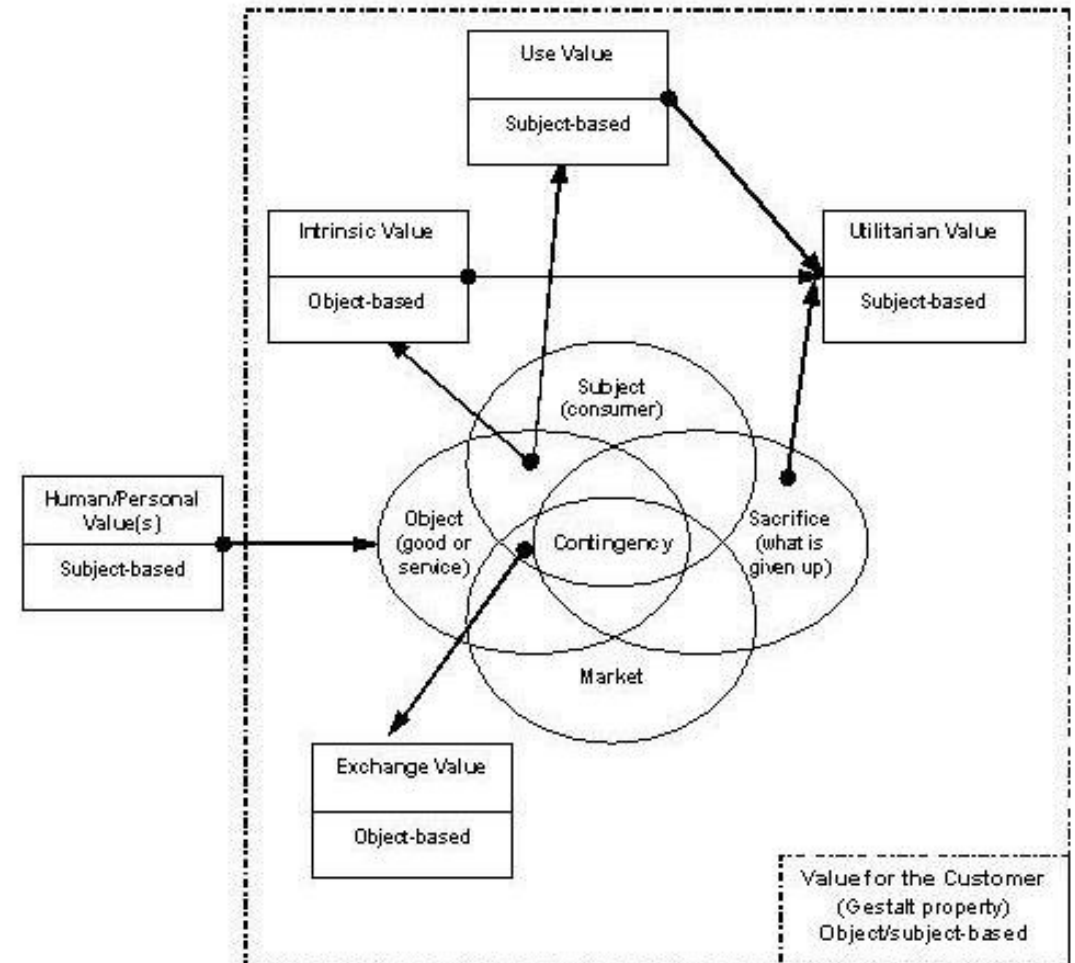 Use Value
Subject-based
Intrinsic Value
Object-based
Utilitarian Value
Subject-based
Subject
(consumer)
Human/Personal
Value(s)
Subject-based
Object
(good or
service)
Contingency
Sacrifice
(what is
given up)
Market
Exchange Value
Object-based
Value for the Customer
(Gestalt property)
Object/subject-based